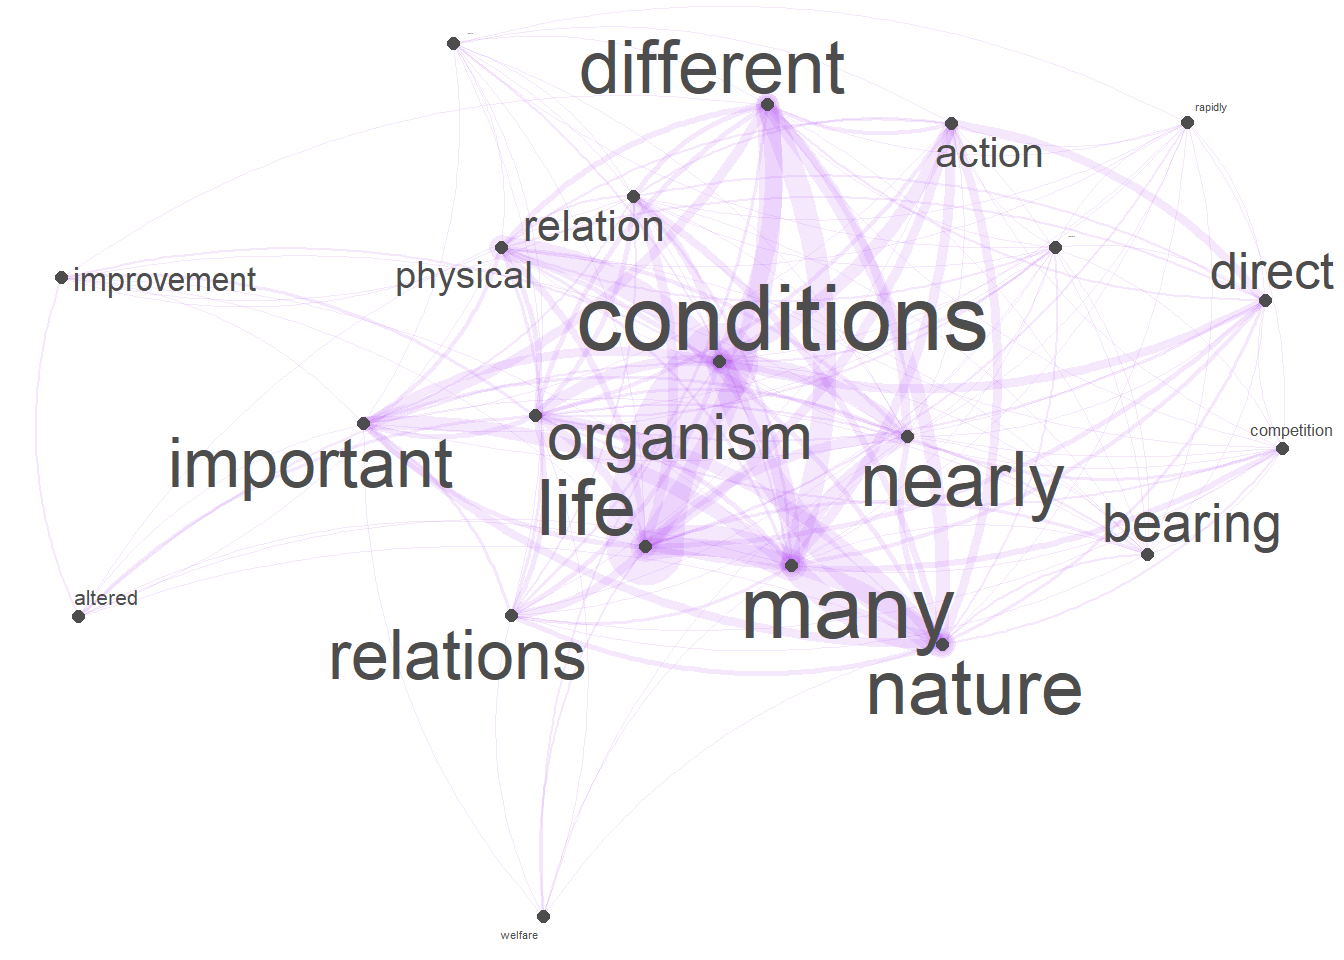 different
rapidly
action
relation
direct
physical
improvement
conditions
competition
organism
important
nearly
life
bearing
altered
many
relations
nature
welfare